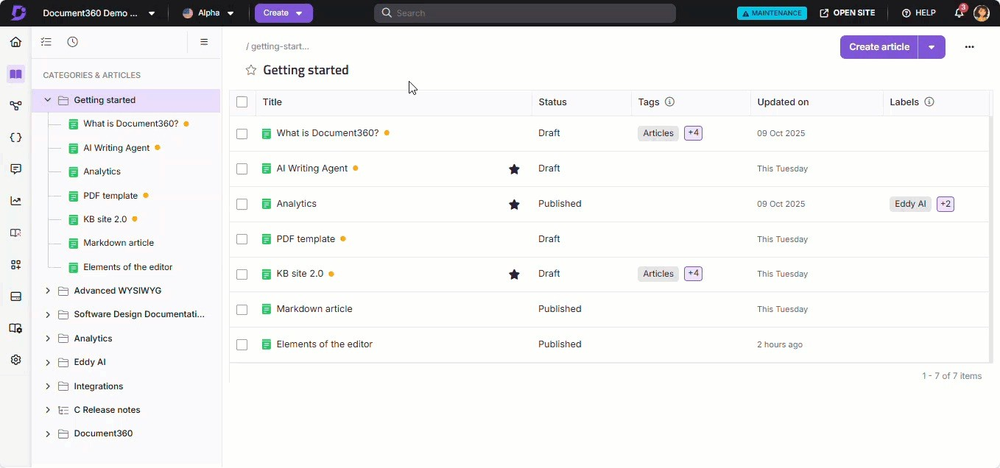 Document360 Demo ...
Alpha
Create
Search
MAINTENANCE
OPEN SITE
HELP
3
/ getting-start...
Create article
Getting started
CATEGORIES & ARTICLES
Getting started
What is Document360?
AI Writing Agent
Analytics
PDF template
KB site 2.0
Markdown article
Elements of the editor
Advanced WYSIWYG
Software Design Documentati...
Analytics
Eddy AI
Integrations
C Release notes
Document360
Title Status Tags Updated on Labels
What is Document360? Draft Articles +4 09 Oct 2025
AI Writing Agent Draft This Tuesday
Analytics Published 09 Oct 2025 Eddy AI +2
PDF template Draft This Tuesday
KB site 2.0 Draft Articles +4 This Tuesday
Markdown article Published This Tuesday
Elements of the editor Published 2 hours ago
1 - 7 of 7 items